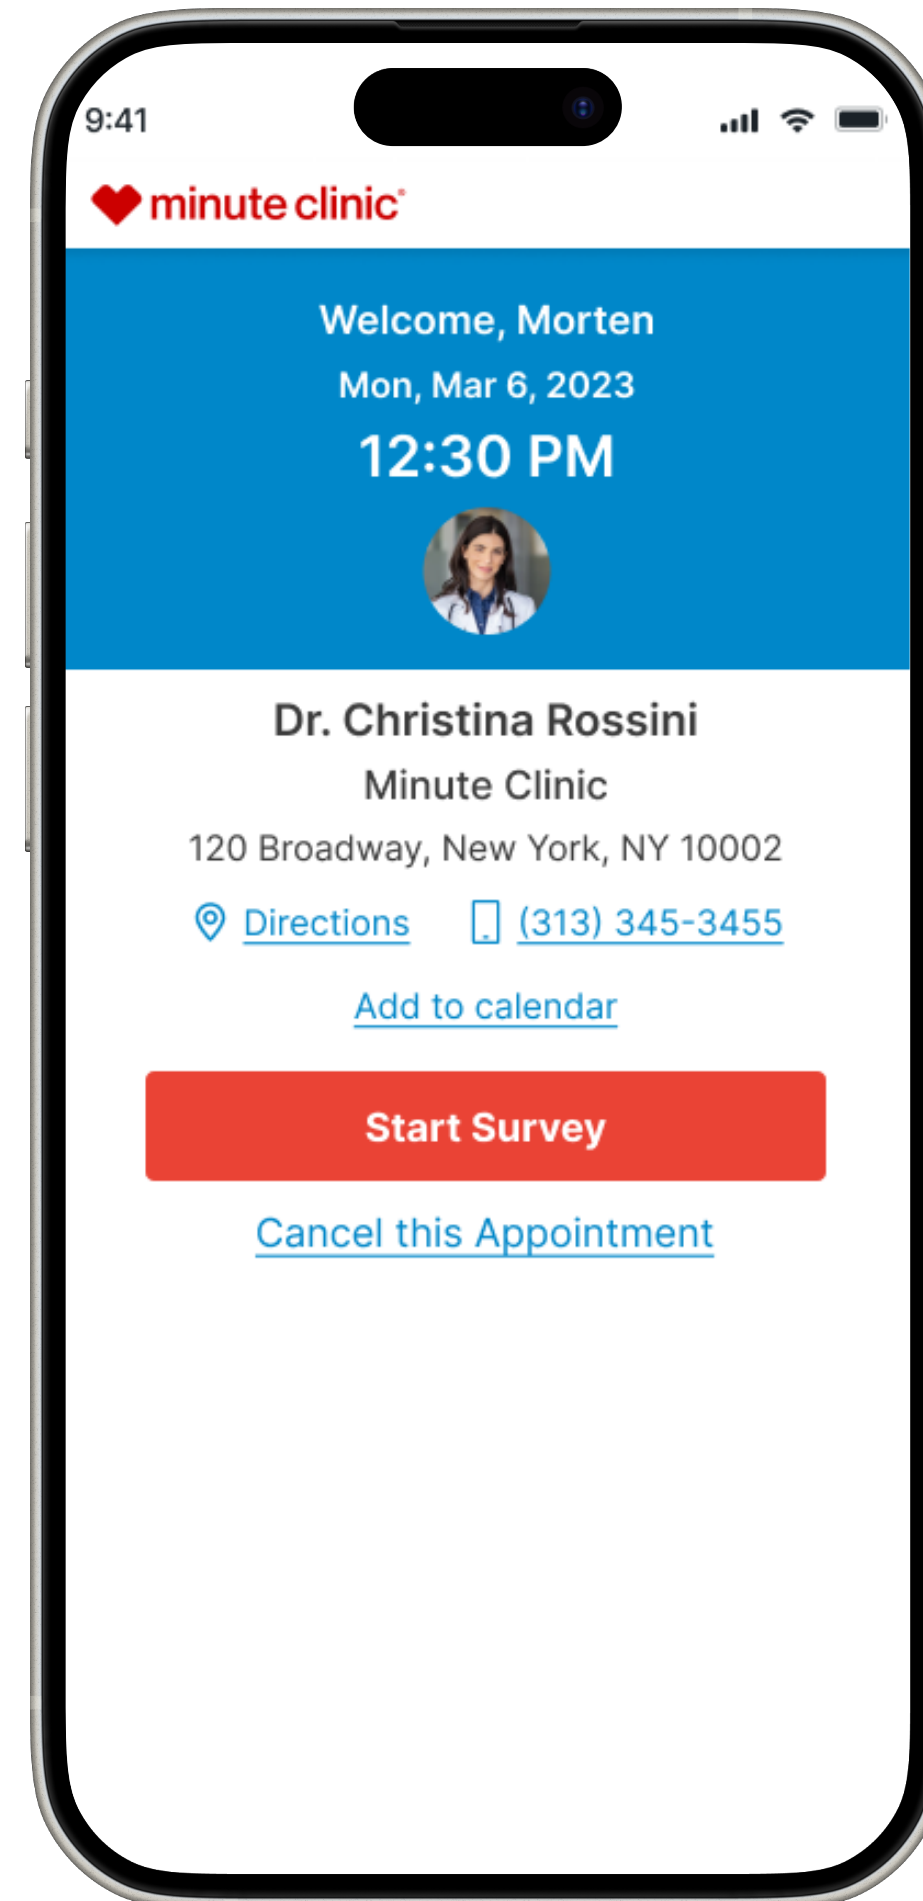 9:41
minute clinic®
Welcome, Morten
Mon, Mar 6, 2023
12:30 PM
Dr. Christina Rossini
Minute Clinic
120 Broadway, New York, NY 10002
Directions (313) 345-3455
Add to calendar
Start Survey
Cancel this Appointment